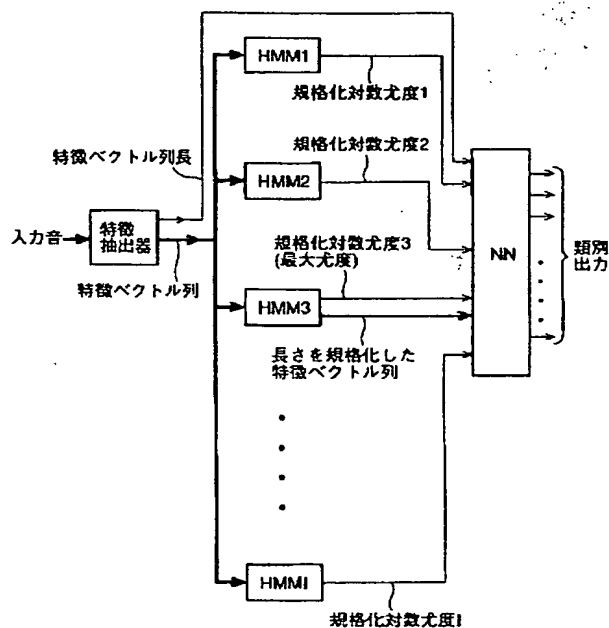 HMM1
規格化対数尤度1
特徴ベクトル列長
規格化対数尤度2
HMM2
入力音
特徴
抽出器
特徴ベクトル列
規格化対数尤度3
(最大尤度)
HMM3
長さを規格化した
特徴ベクトル列
NN
類別
出力
HMMI
規格化対数尤度I